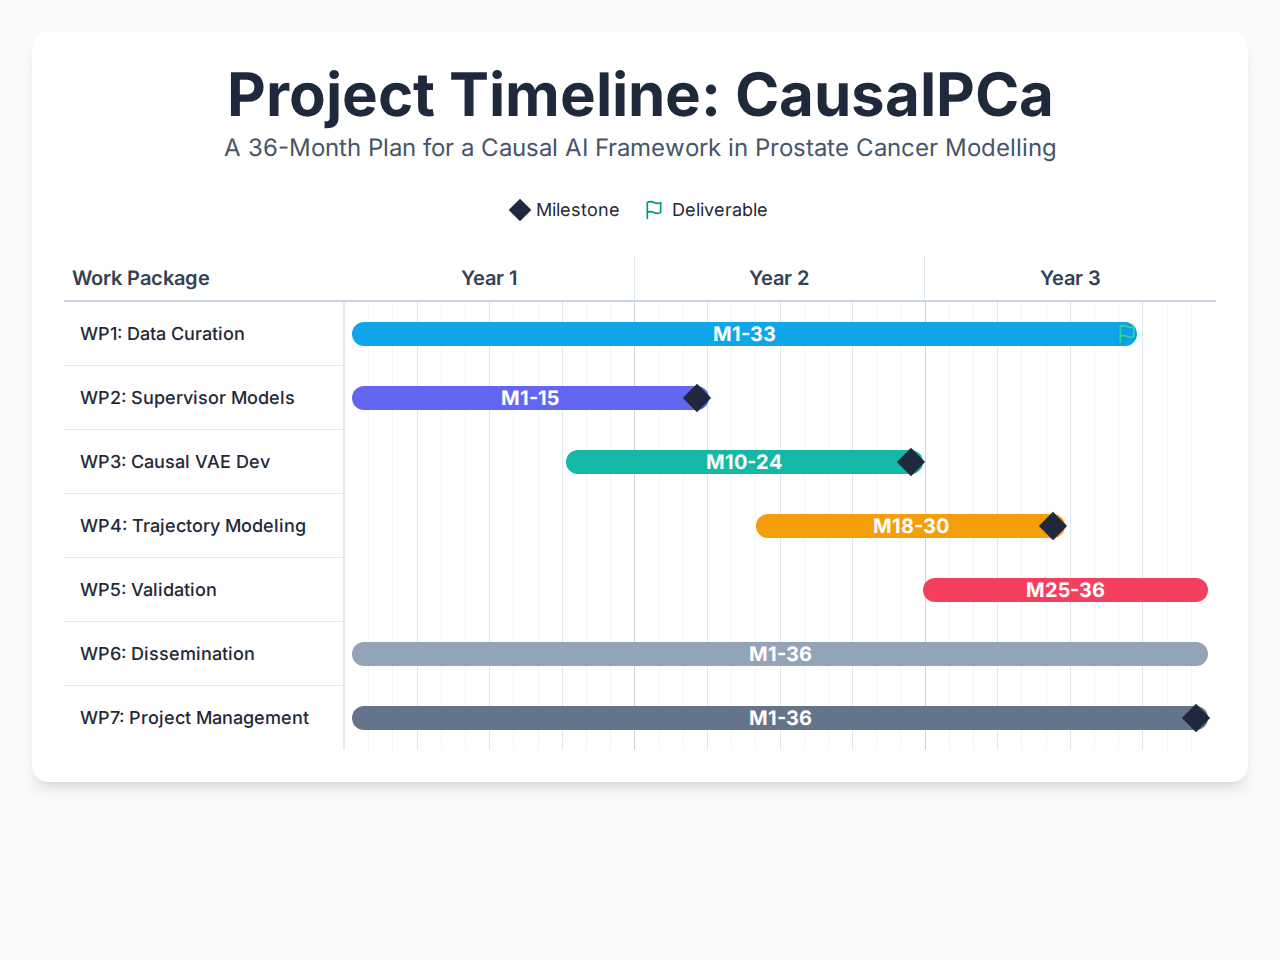 Project Timeline: CausalPCa
A 36-Month Plan for a Causal AI Framework in Prostate Cancer Modelling
Milestone Deliverable
Work Package Year 1 Year 2 Year 3
WP1: Data Curation M1-33
WP2: Supervisor Models M1-15
WP3: Causal VAE Dev M10-24
WP4: Trajectory Modeling M18-30
WP5: Validation M25-36
WP6: Dissemination M1-36
WP7: Project Management M1-36